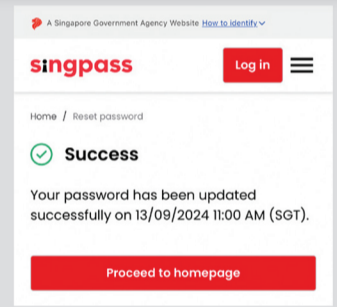 A Singapore Government Agency Website How to identify
singpass
Log in
Home / Reset password
Success
Your password has been updated
successfully on 13/09/2024 11:00 AM (SGT).
Proceed to homepage